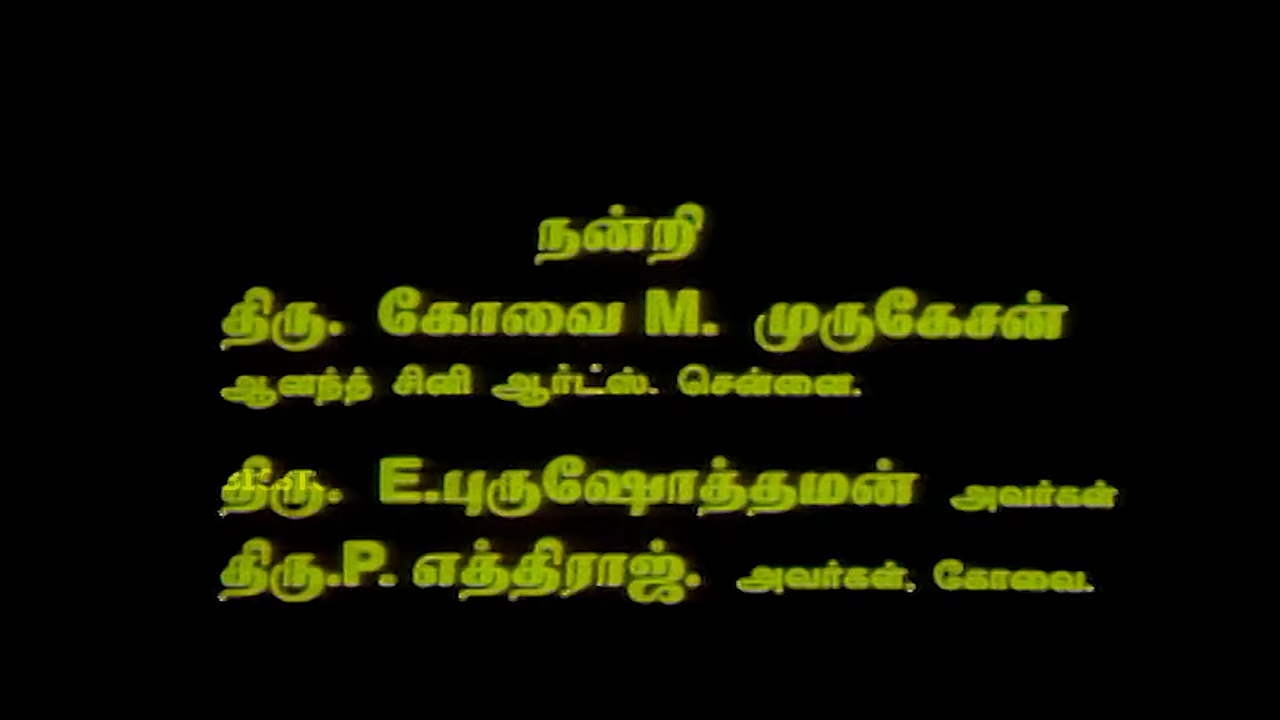 நன்றி
திரு. கோவை M. முருகேசன்
ஆனந்த் சினி ஆர்ட்ஸ். சென்னை.
திரு. E.புருஷோத்தமன் அவர்கள்
திரு.P. எத்திராஜ். அவர்கள், கோவை.